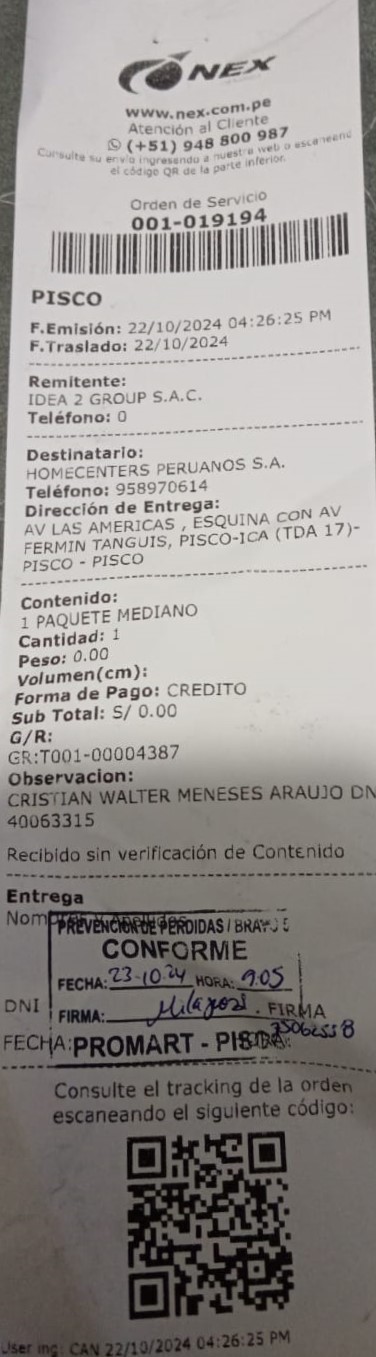 NEX
www.nex.com.pe
Atención al Cliente
(+51) 948 800 987
Consulte su envío ingresando a nuestra web o escaneand
el código QR de la parte inferior.
Orden de Servicio
001-019194
PISCO
F.Emisión: 22/10/2024 04:26:25 PM
F.Traslado: 22/10/2024
Remitente:
IDEA 2 GROUP S.A.C.
Teléfono: 0
Destinatario:
HOMECENTERS PERUANOS S.A.
Teléfono: 958970614
Dirección de Entrega:
AV LAS AMERICAS , ESQUINA CON AV
FERMIN TANGUIS, PISCO-ICA (TDA 17)-
PISCO - PISCO
Contenido:
1 PAQUETE MEDIANO
Cantidad: 1
Peso: 0.00
Volumen(cm):
Forma de Pago: CREDITO
Sub Total: S/ 0.00
G/R:
GR:T001-00004387
Observacion:
CRISTIAN WALTER MENESES ARAUJO DN
40063315
Recibido sin verificación de Contenido
Entrega
PREVENCION DE PERDIDAS /
CONFORME
FECHA: 23-10-24 HORA: 9.05
DNI
FIRMA: Milagros . FIRMA
FECHA: PROMART -
Consulte el tracking de la orden
escaneando el siguiente código:
User ing: CAN 22/10/2024 04:26:25 PM